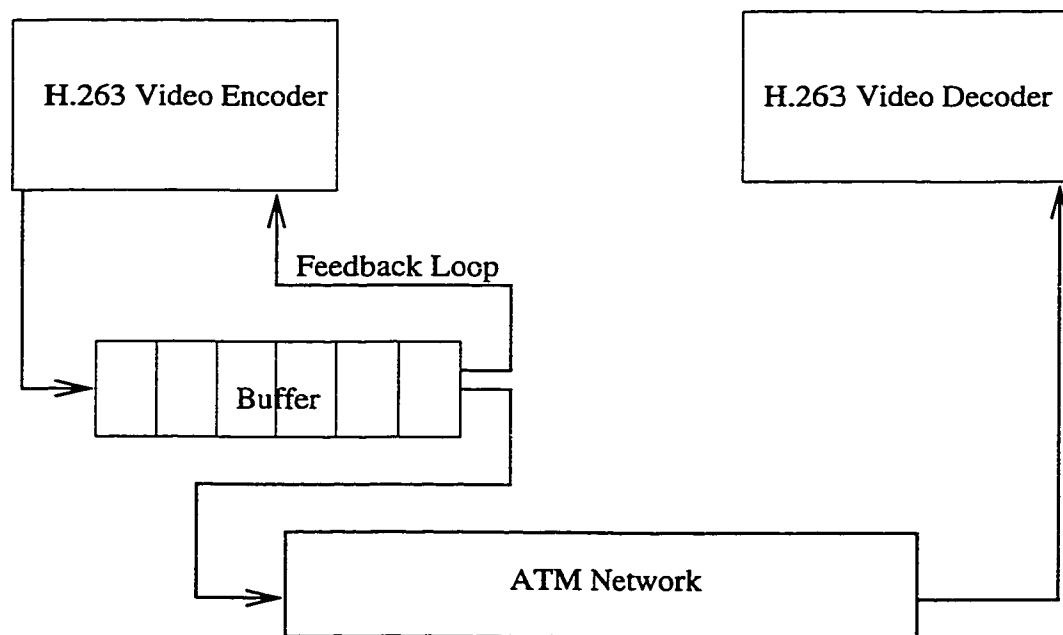 H.263 Video Encoder
H.263 Video Decoder
Feedback Loop
Buffer
ATM Network